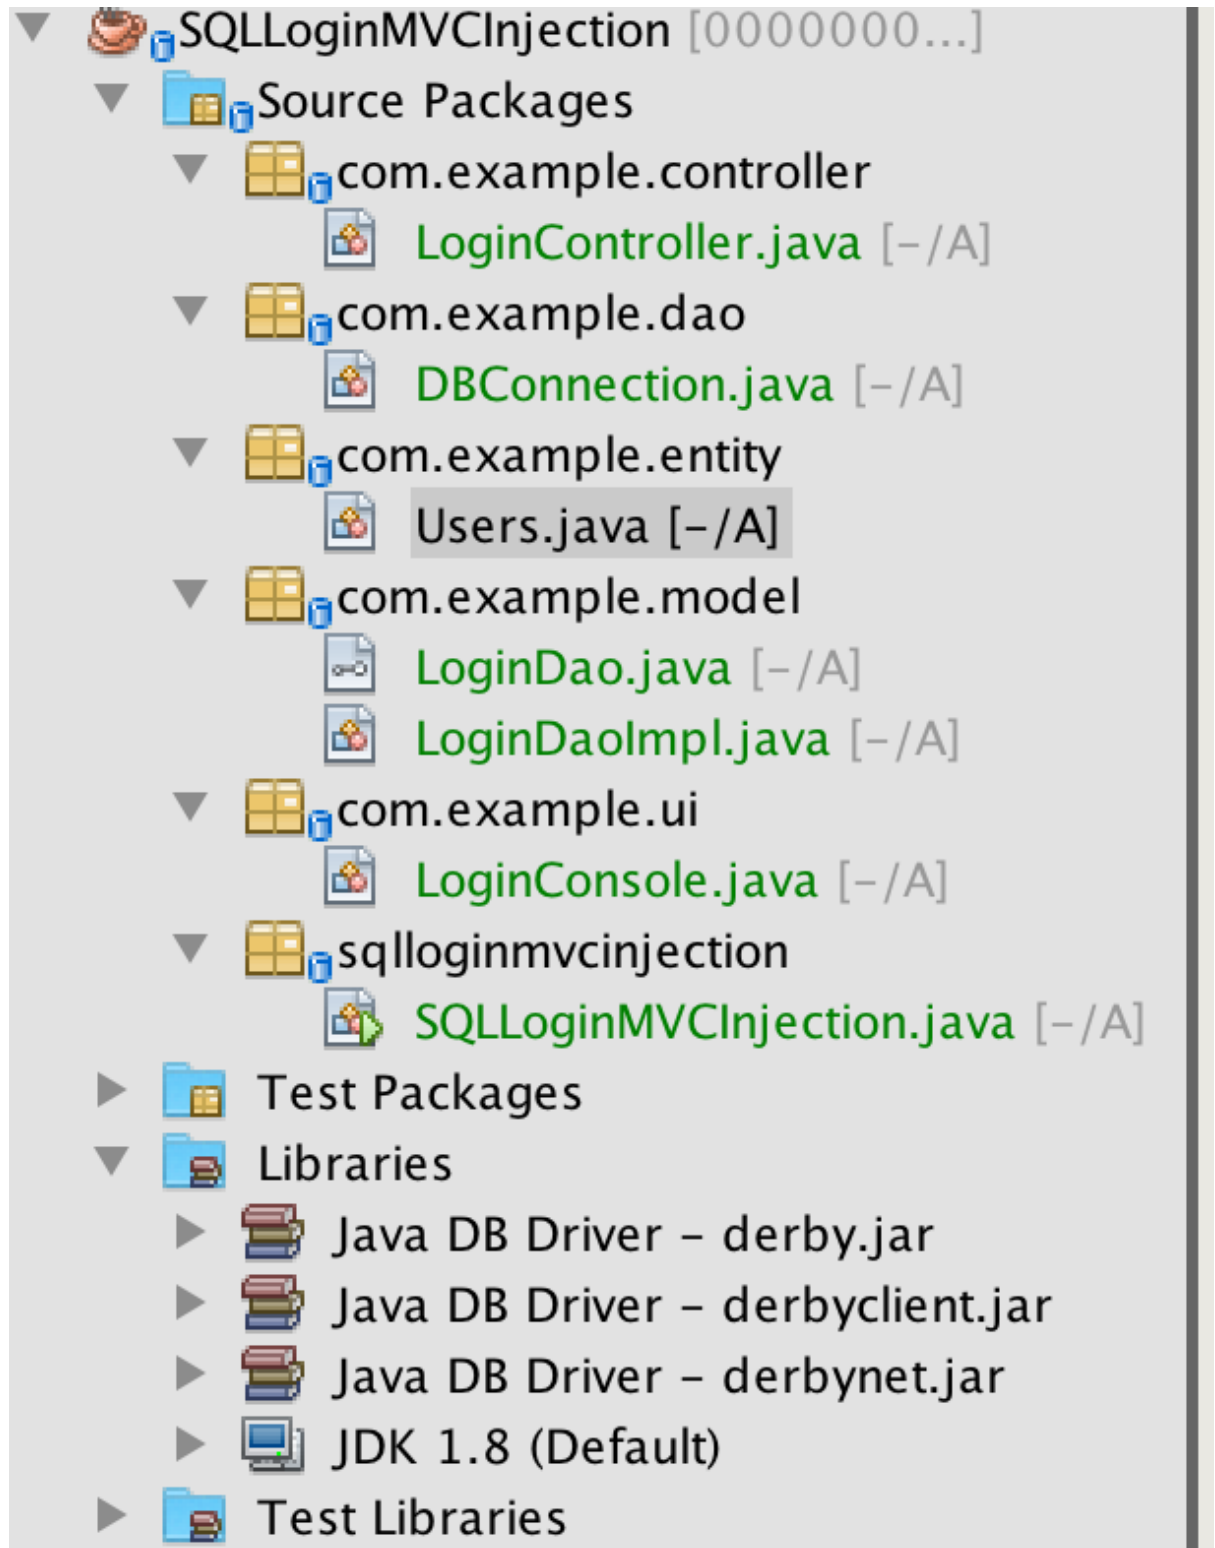 SQLLoginMVCInjection [0000000...]
Source Packages
com.example.controller
LoginController.java [-/A]
com.example.dao
DBConnection.java [-/A]
com.example.entity
Users.java [-/A]
com.example.model
LoginDao.java [-/A]
LoginDaoImpl.java [-/A]
com.example.ui
LoginConsole.java [-/A]
sqlloginmvcinjection
SQLLoginMVCInjection.java [-/A]
Test Packages
Libraries
Java DB Driver – derby.jar
Java DB Driver – derbyclient.jar
Java DB Driver – derbynet.jar
JDK 1.8 (Default)
Test Libraries